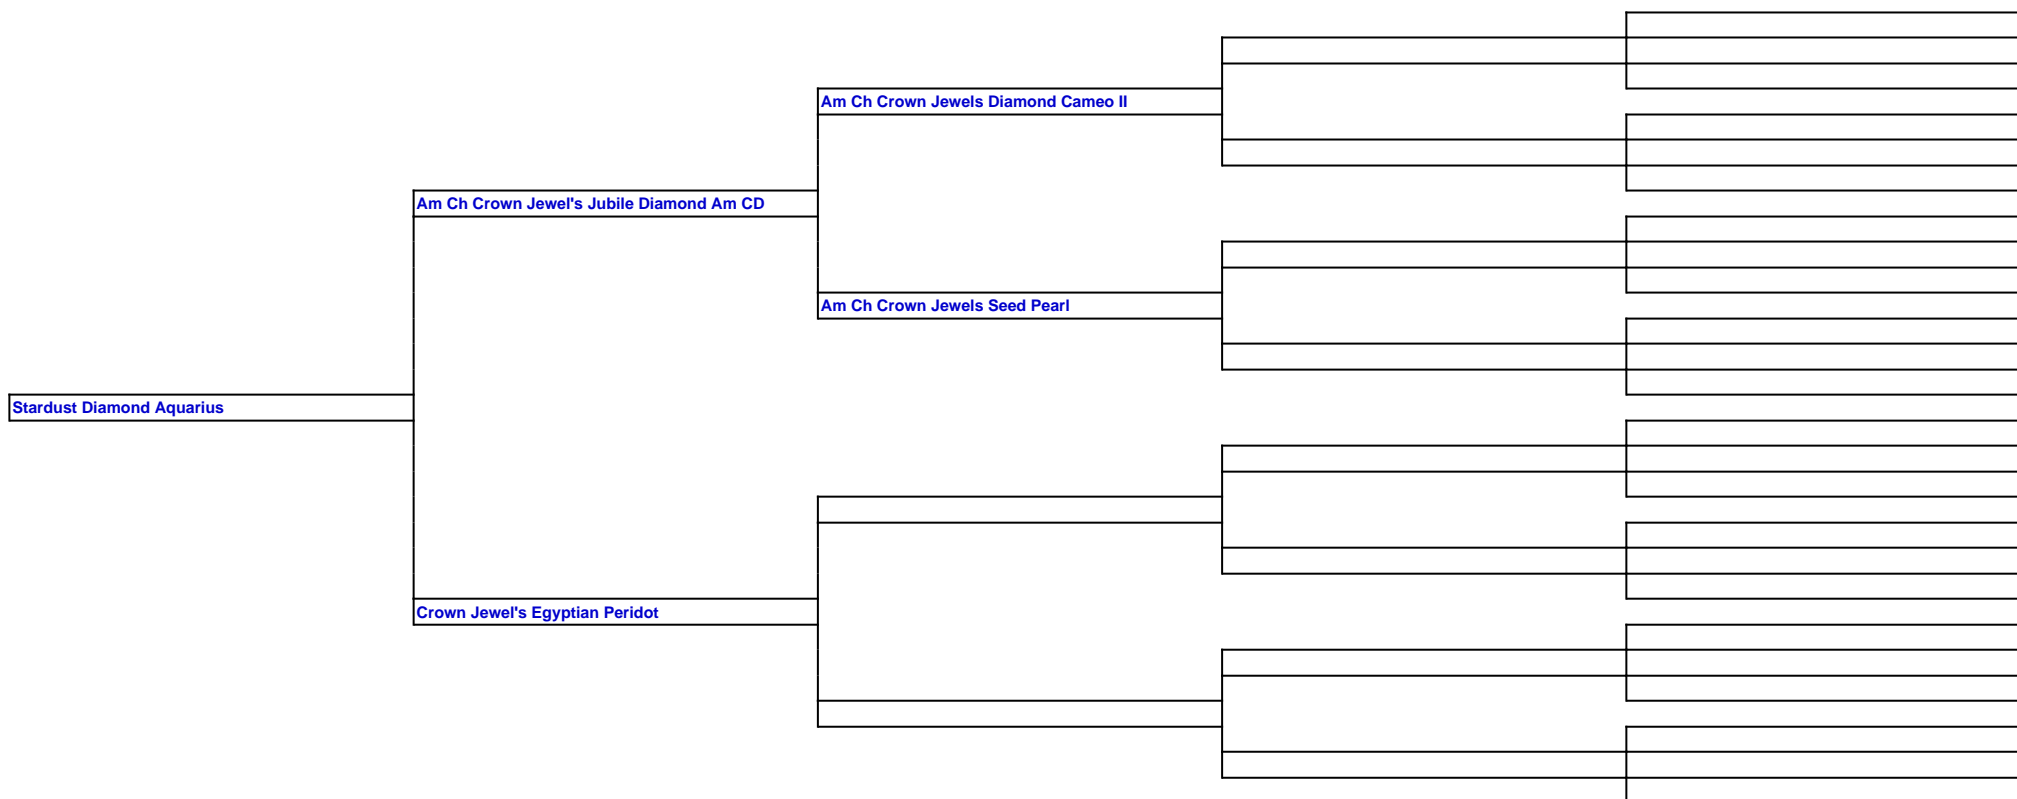 Am Ch Crown Jewels Diamond Cameo II
Am Ch Crown Jewel's Jubile Diamond Am CD
Am Ch Crown Jewels Seed Pearl
Stardust Diamond Aquarius
Crown Jewel's Egyptian Peridot